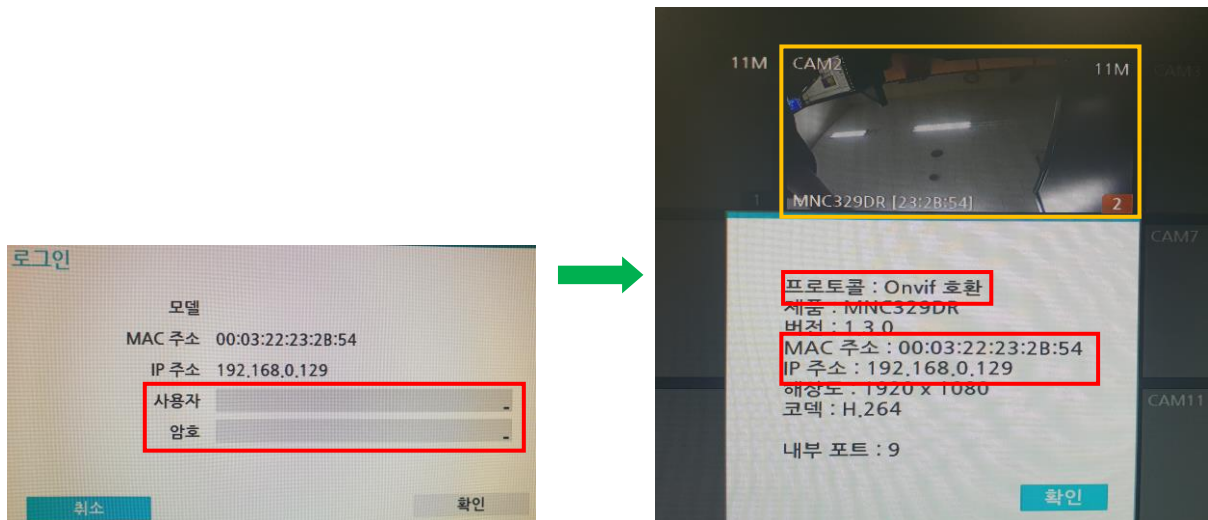 로그인
모델
MAC 주소 00:03:22:23:2B:54
IP 주소 192.168.0.129
사용자
암호
취소
확인
11M
CAM2
11M
CAM3
1
MNC329DR [23:2B:54]
2
CAM7
프로토콜 : Onvif 호환
제품 : MNC329DR
버전 : 1.3.0
MAC 주소 : 00:03:22:23:2B:54
IP 주소 : 192.168.0.129
해상도 : 1920 x 1080
코덱 : H.264
CAM11
내부 포트 : 9
확인